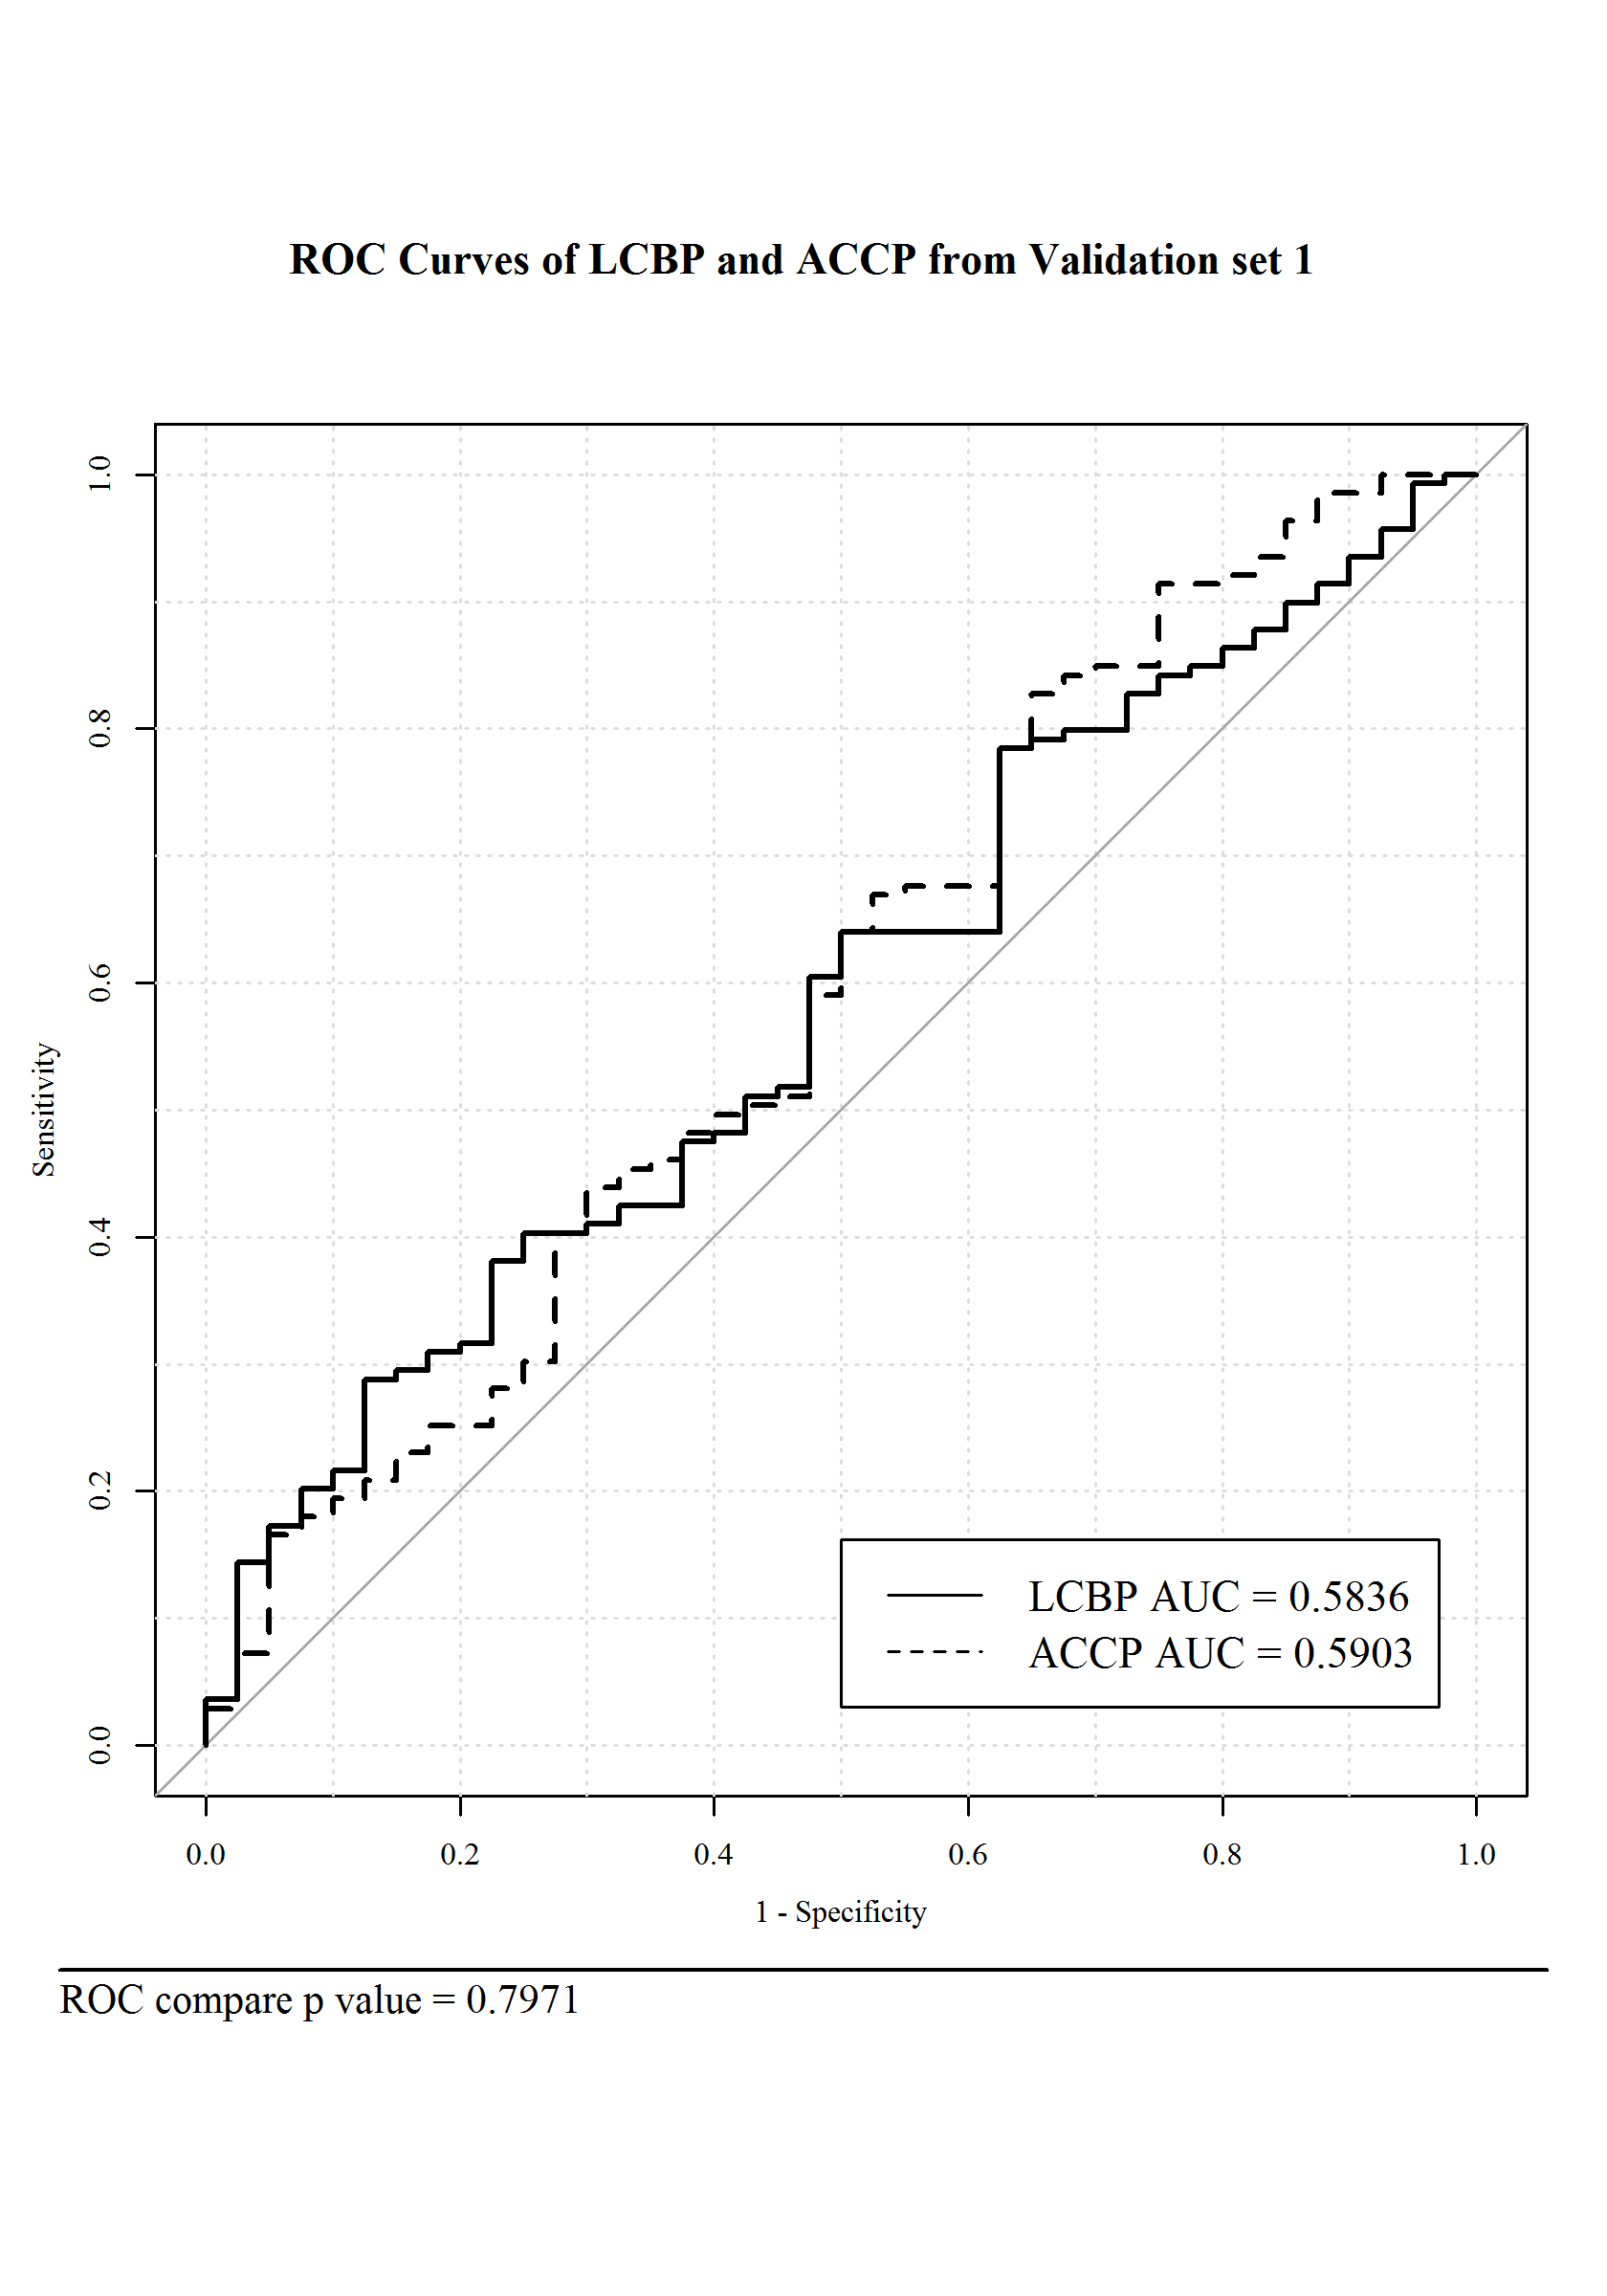 ROC Curves of LCBP and ACCP from Validation set 1
1.0
0.8
0.6
0.4
0.2
0.0
Sensitivity
LCBP AUC = 0.5836
ACCP AUC = 0.5903
0.0 0.2 0.4 0.6 0.8 1.0
1 - Specificity
ROC compare p value = 0.7971